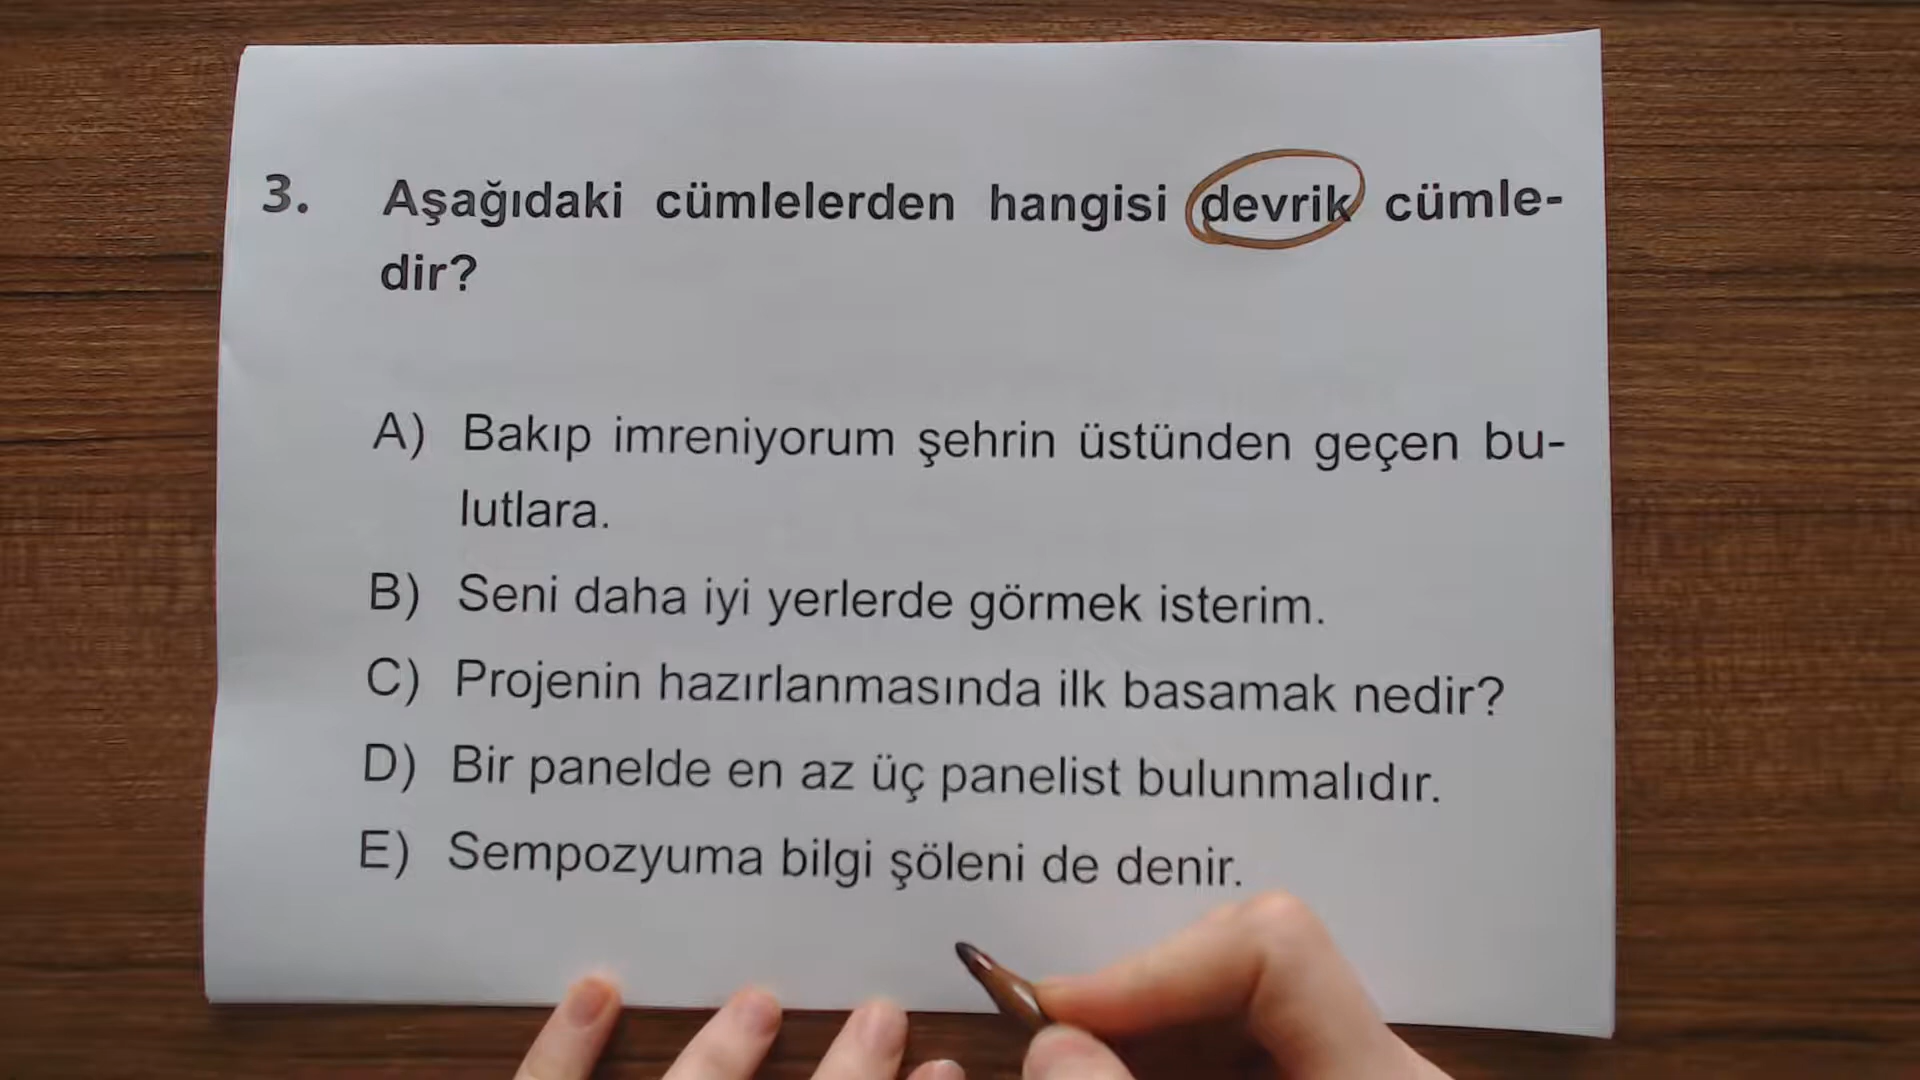 3. Aşağıdaki cümlelerden hangisi devrik cümle-
dir?
A) Bakıp imreniyorum şehrin üstünden geçen bu-
lutlara.
B) Seni daha iyi yerlerde görmek isterim.
C) Projenin hazırlanmasında ilk basamak nedir?
D) Bir panelde en az üç panelist bulunmalıdır.
E) Sempozyuma bilgi şöleni de denir.